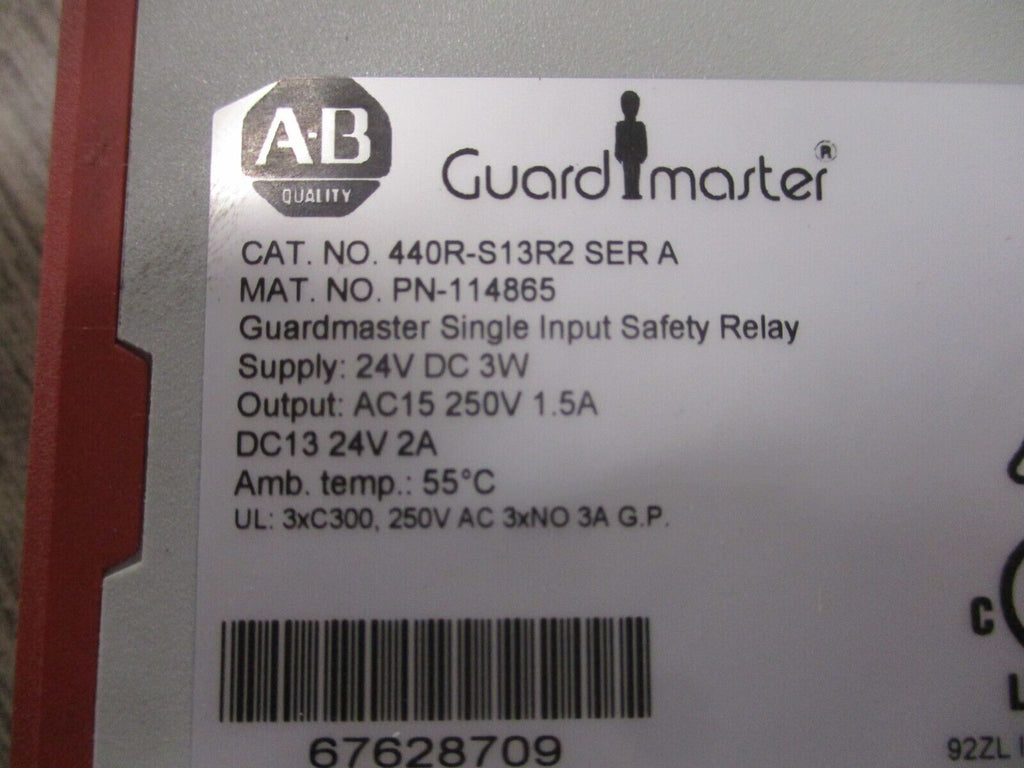 A-B
QUALITY
Guardmaster®
CAT. NO. 440R-S13R2 SER A
MAT. NO. PN-114865
Guardmaster Single Input Safety Relay
Supply: 24V DC 3W
Output: AC15 250V 1.5A
DC13 24V 2A
Amb. temp.: 55°C
UL: 3xC300, 250V AC 3xNO 3A G.P.
C
67628709
92ZL